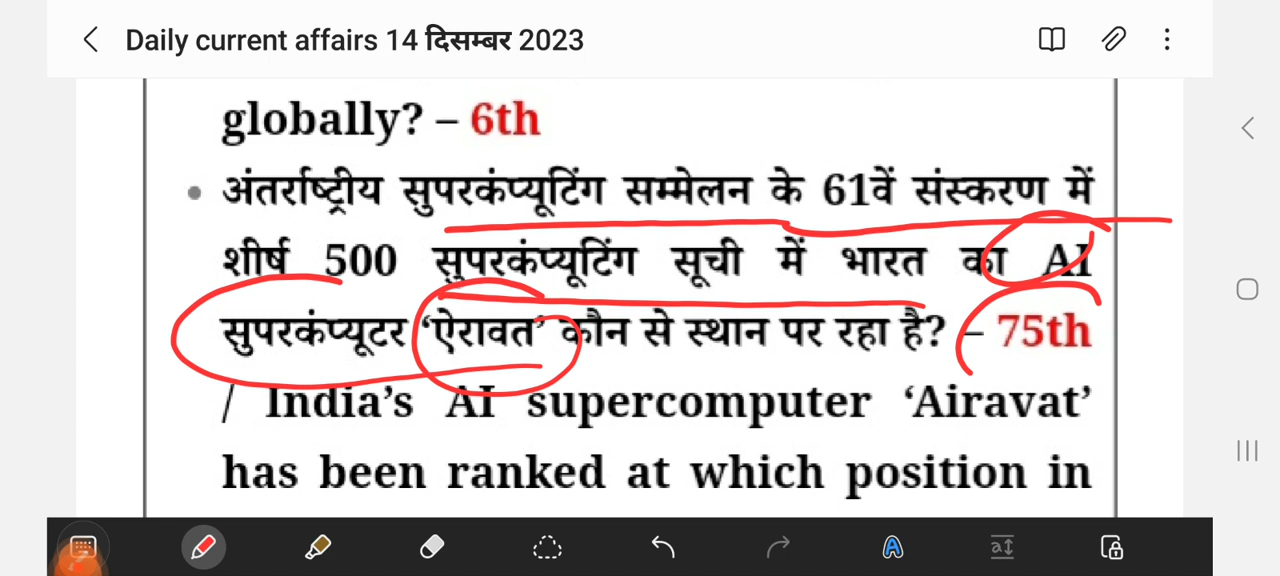 Daily current affairs 14 दिसम्बर 2023
globally? – 6th
अंतर्राष्ट्रीय सुपरकंप्यूटिंग सम्मेलन के 61वें संस्करण में
शीर्ष 500 सुपरकंप्यूटिंग सूची में भारत का AI
सुपरकंप्यूटर ‘ऐरावत’ कौन से स्थान पर रहा है? – 75th
/ India’s AI supercomputer ‘Airavat’
has been ranked at which position in